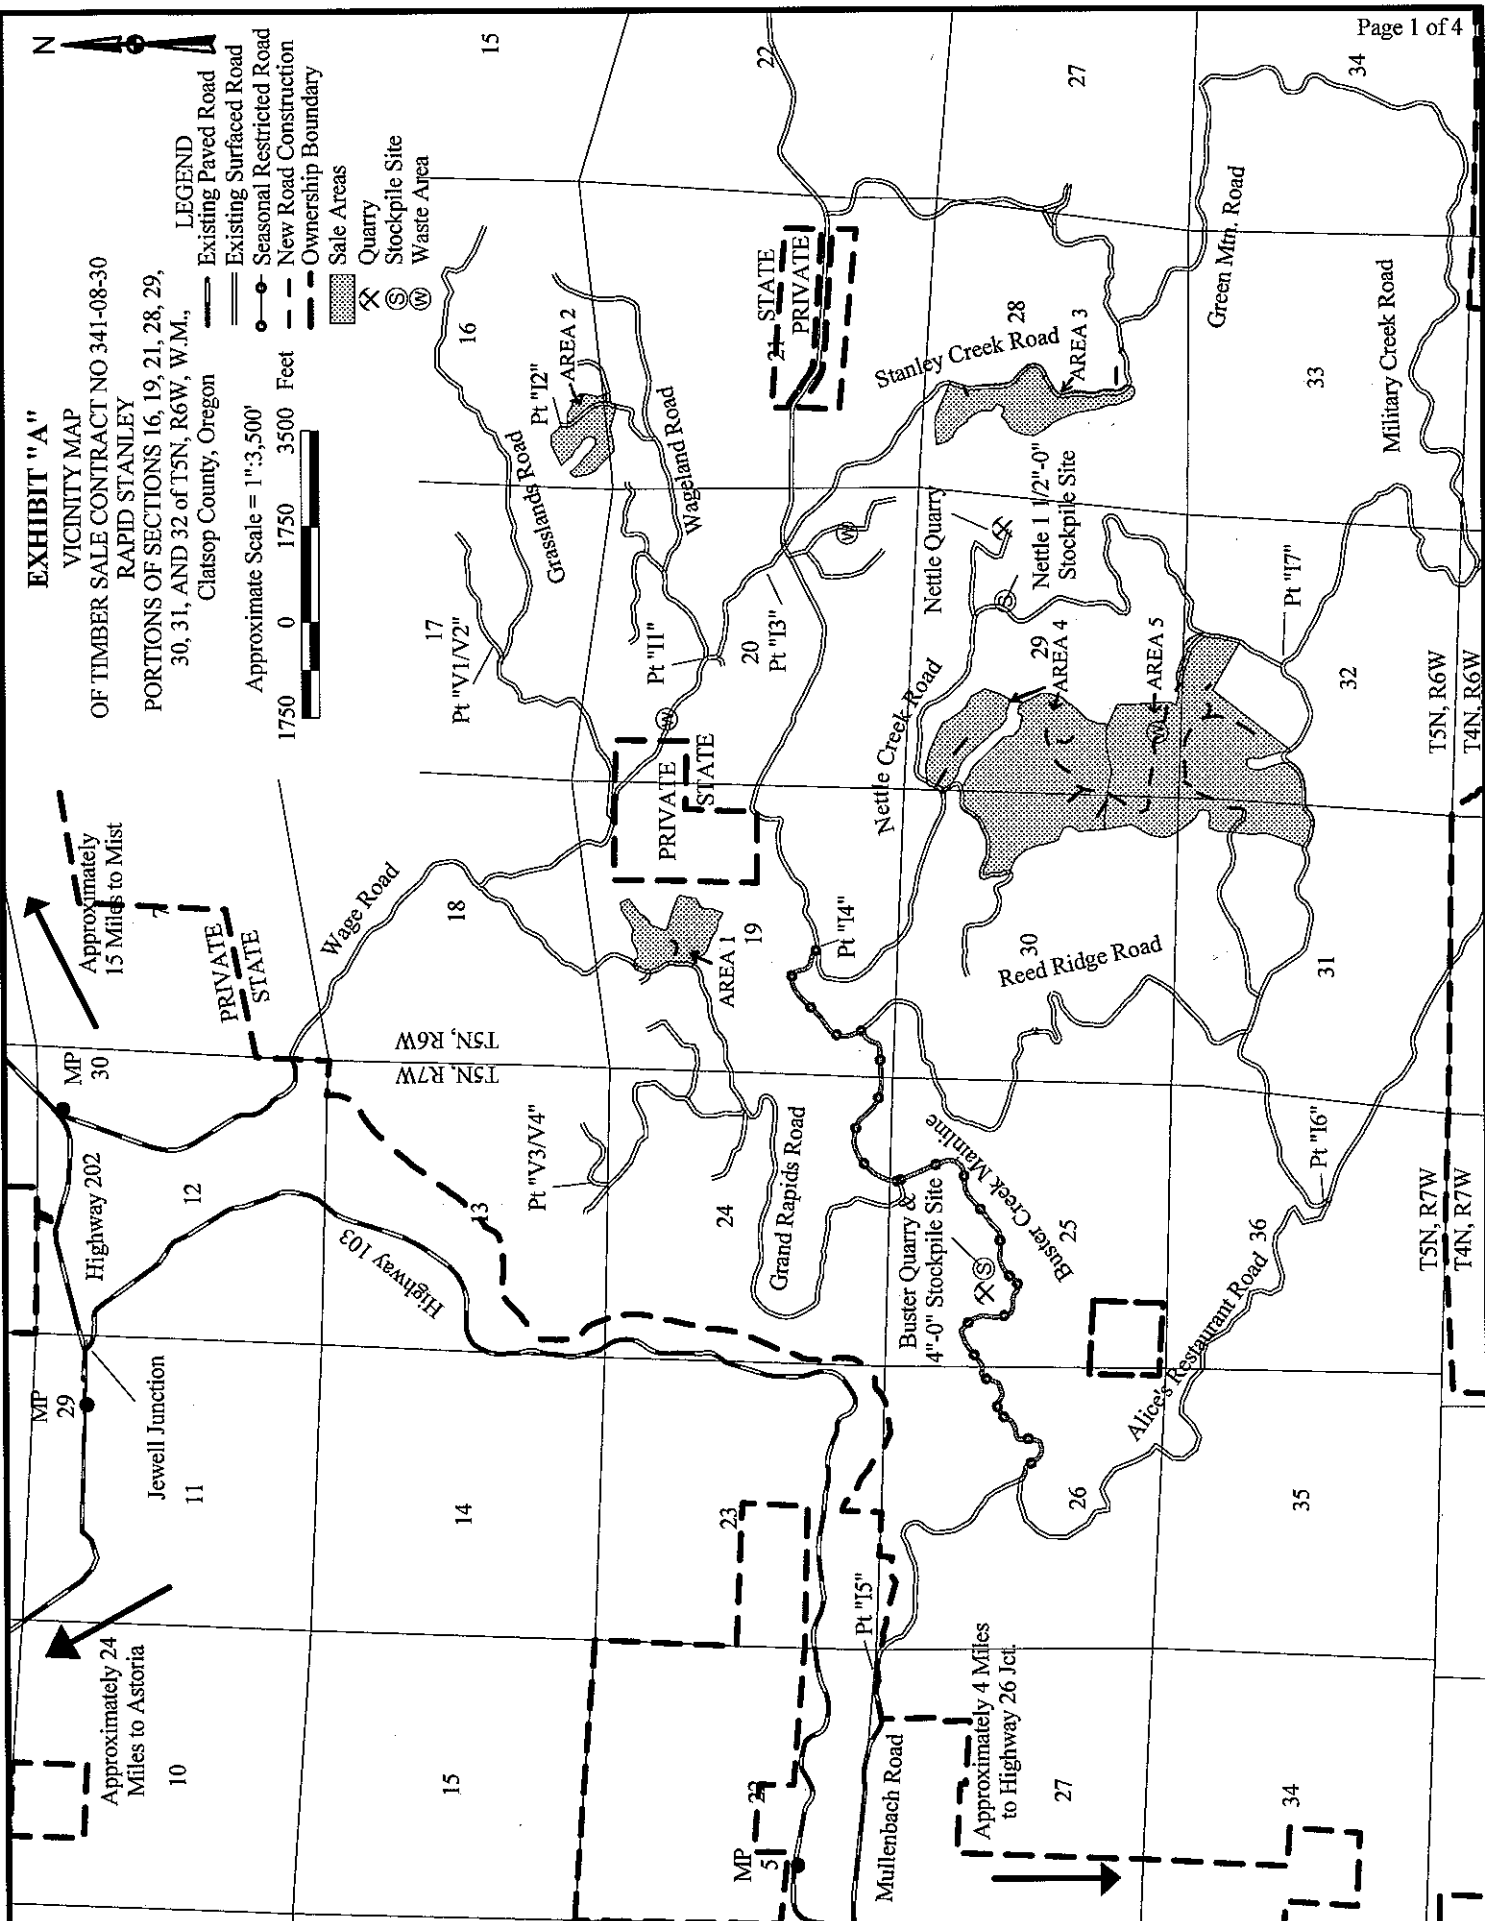 Page 1 of 4
EXHIBIT "A"
VICINITY MAP
OF TIMBER SALE CONTRACT NO 341-08-30
RAPID STANLEY
PORTIONS OF SECTIONS 16, 19, 21, 28, 29,
30, 31, AND 32 of T5N, R6W, W.M.,
Clatsop County, Oregon
Approximate Scale = 1":3,500'
1750
0
1750
3500
Feet
N
LEGEND
Existing Paved Road
Existing Surfaced Road
Seasonal Restricted Road
New Road Construction
Ownership Boundary
Sale Areas
Quarry
S
Stockpile Site
W
Waste Area
Approximately 24
Miles to Astoria
MP
29
Jewell Junction
Highway 202
MP
30
Approximately
15 Miles to Mist
7
PRIVATE
STATE
10
11
12
Highway 103
Wage Road
15
14
13
T5N, R7W
T5N, R6W
18
17
Pt "V1/V2"
16
15
Grasslands Road
Pt "I2"
AREA 2
Wageland Road
Pt "V3/V4"
Pt "I1"
W
PRIVATE
STATE
AREA 1
19
20
Pt "I3"
21
STATE
PRIVATE
22
MP
5
22
23
24
Grand Rapids Road
Pt "I4"
W
Stanley Creek Road
Mullenbach Road
Pt "I5"
Buster Quarry &
4"-0" Stockpile Site
S
Buster Creek Mainline
Nettle Creek Road
Nettle Quarry
S
Nettle 1 1/2"-0"
Stockpile Site
28
AREA 3
27
Approximately 4 Miles
to Highway 26 Jct.
27
26
25
30
Reed Ridge Road
29
AREA 4
AREA 5
W
Green Mtn. Road
Alice's Restaurant Road
34
35
36
Pt "I6"
31
32
Pt "I7"
33
34
Military Creek Road
T5N, R7W
T4N, R7W
T5N, R6W
T4N, R6W